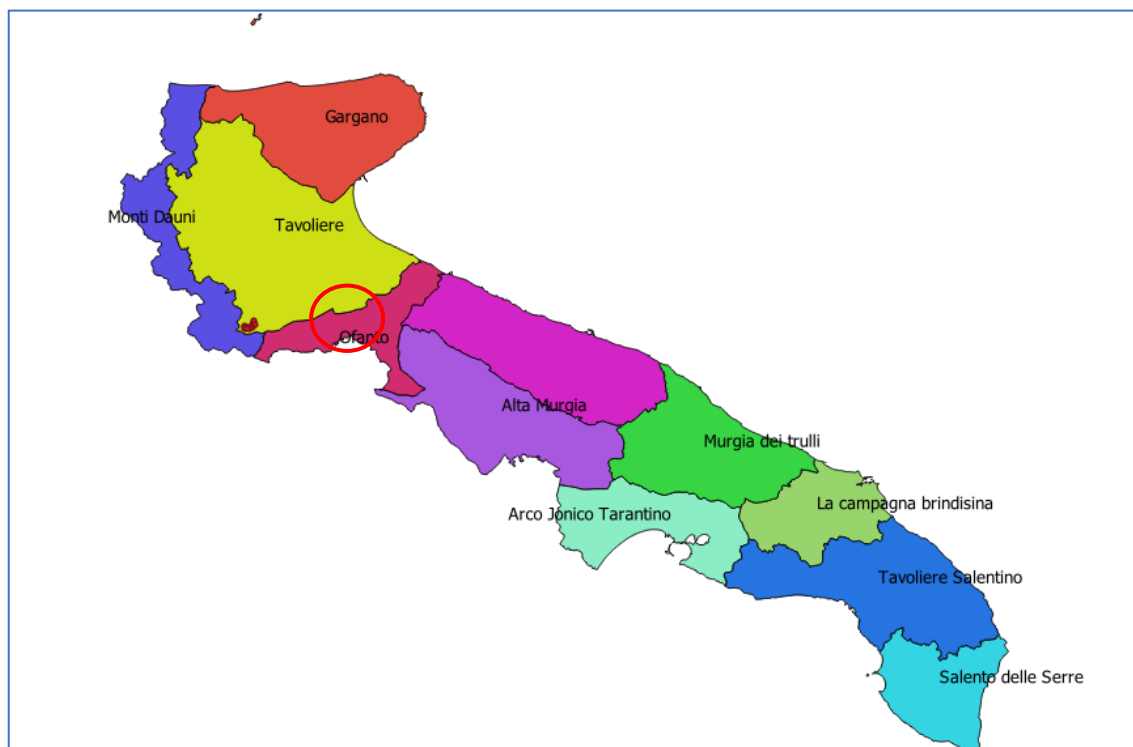 Gargano
Monti Dauni
Tavoliere
Ofanto
Alta Murgia
Murgia dei trulli
La campagna brindisina
Arco Jonico Tarantino
Tavoliere Salentino
Salento delle Serre